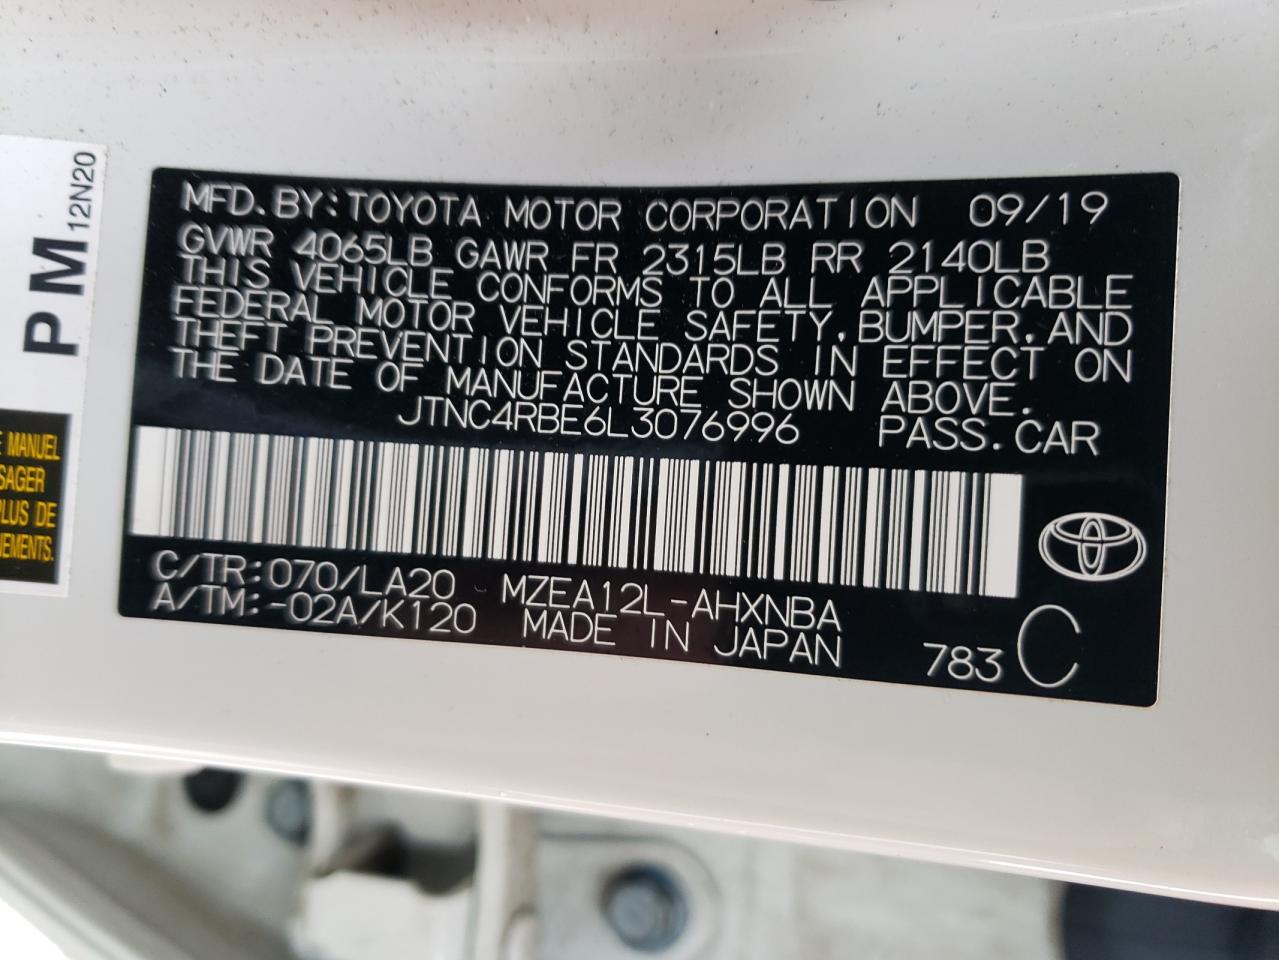 MFD.BY:TOYOTA MOTOR CORPORATION 09/19
GVWR 4065LB GAWR FR 2315LB RR 2140LB
THIS VEHICLE CONFORMS TO ALL APPLICABLE
FEDERAL MOTOR VEHICLE SAFETY,BUMPER,AND
THEFT PREVENTION STANDARDS IN EFFECT ON
THE DATE OF MANUFACTURE SHOWN ABOVE.
JTNC4RBE6L3076996 PASS.CAR
C/TR:070/LA20 MZEA12L-AHXNBA
A/TM:-02A/K120 MADE IN JAPAN 783 C
PM 12N20
MANUEL
PLUS DE